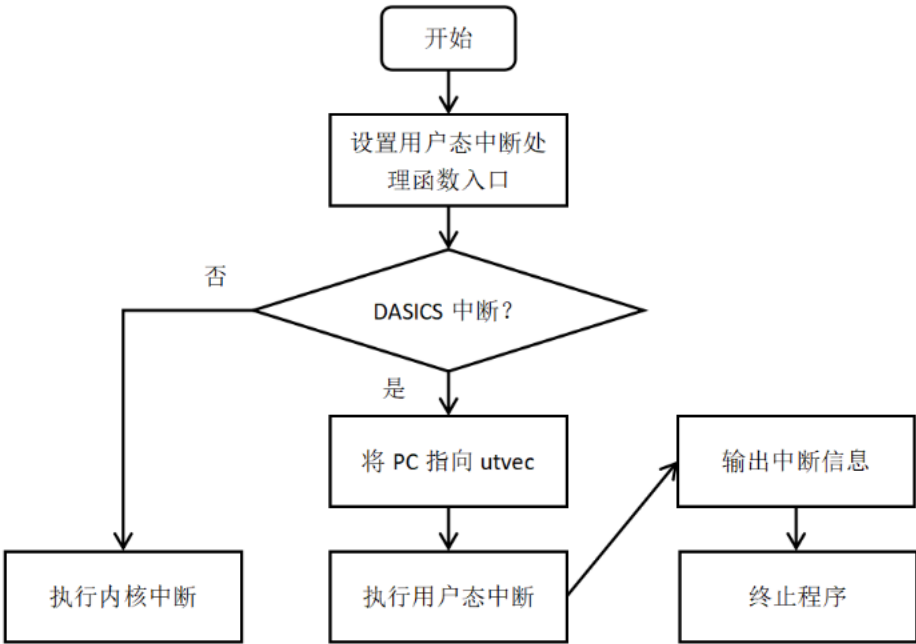 开始
设置用户态中断处
理函数入口
否
DASICS 中断？
是
将 PC 指向 utvec
输出中断信息
执行内核中断
执行用户态中断
终止程序